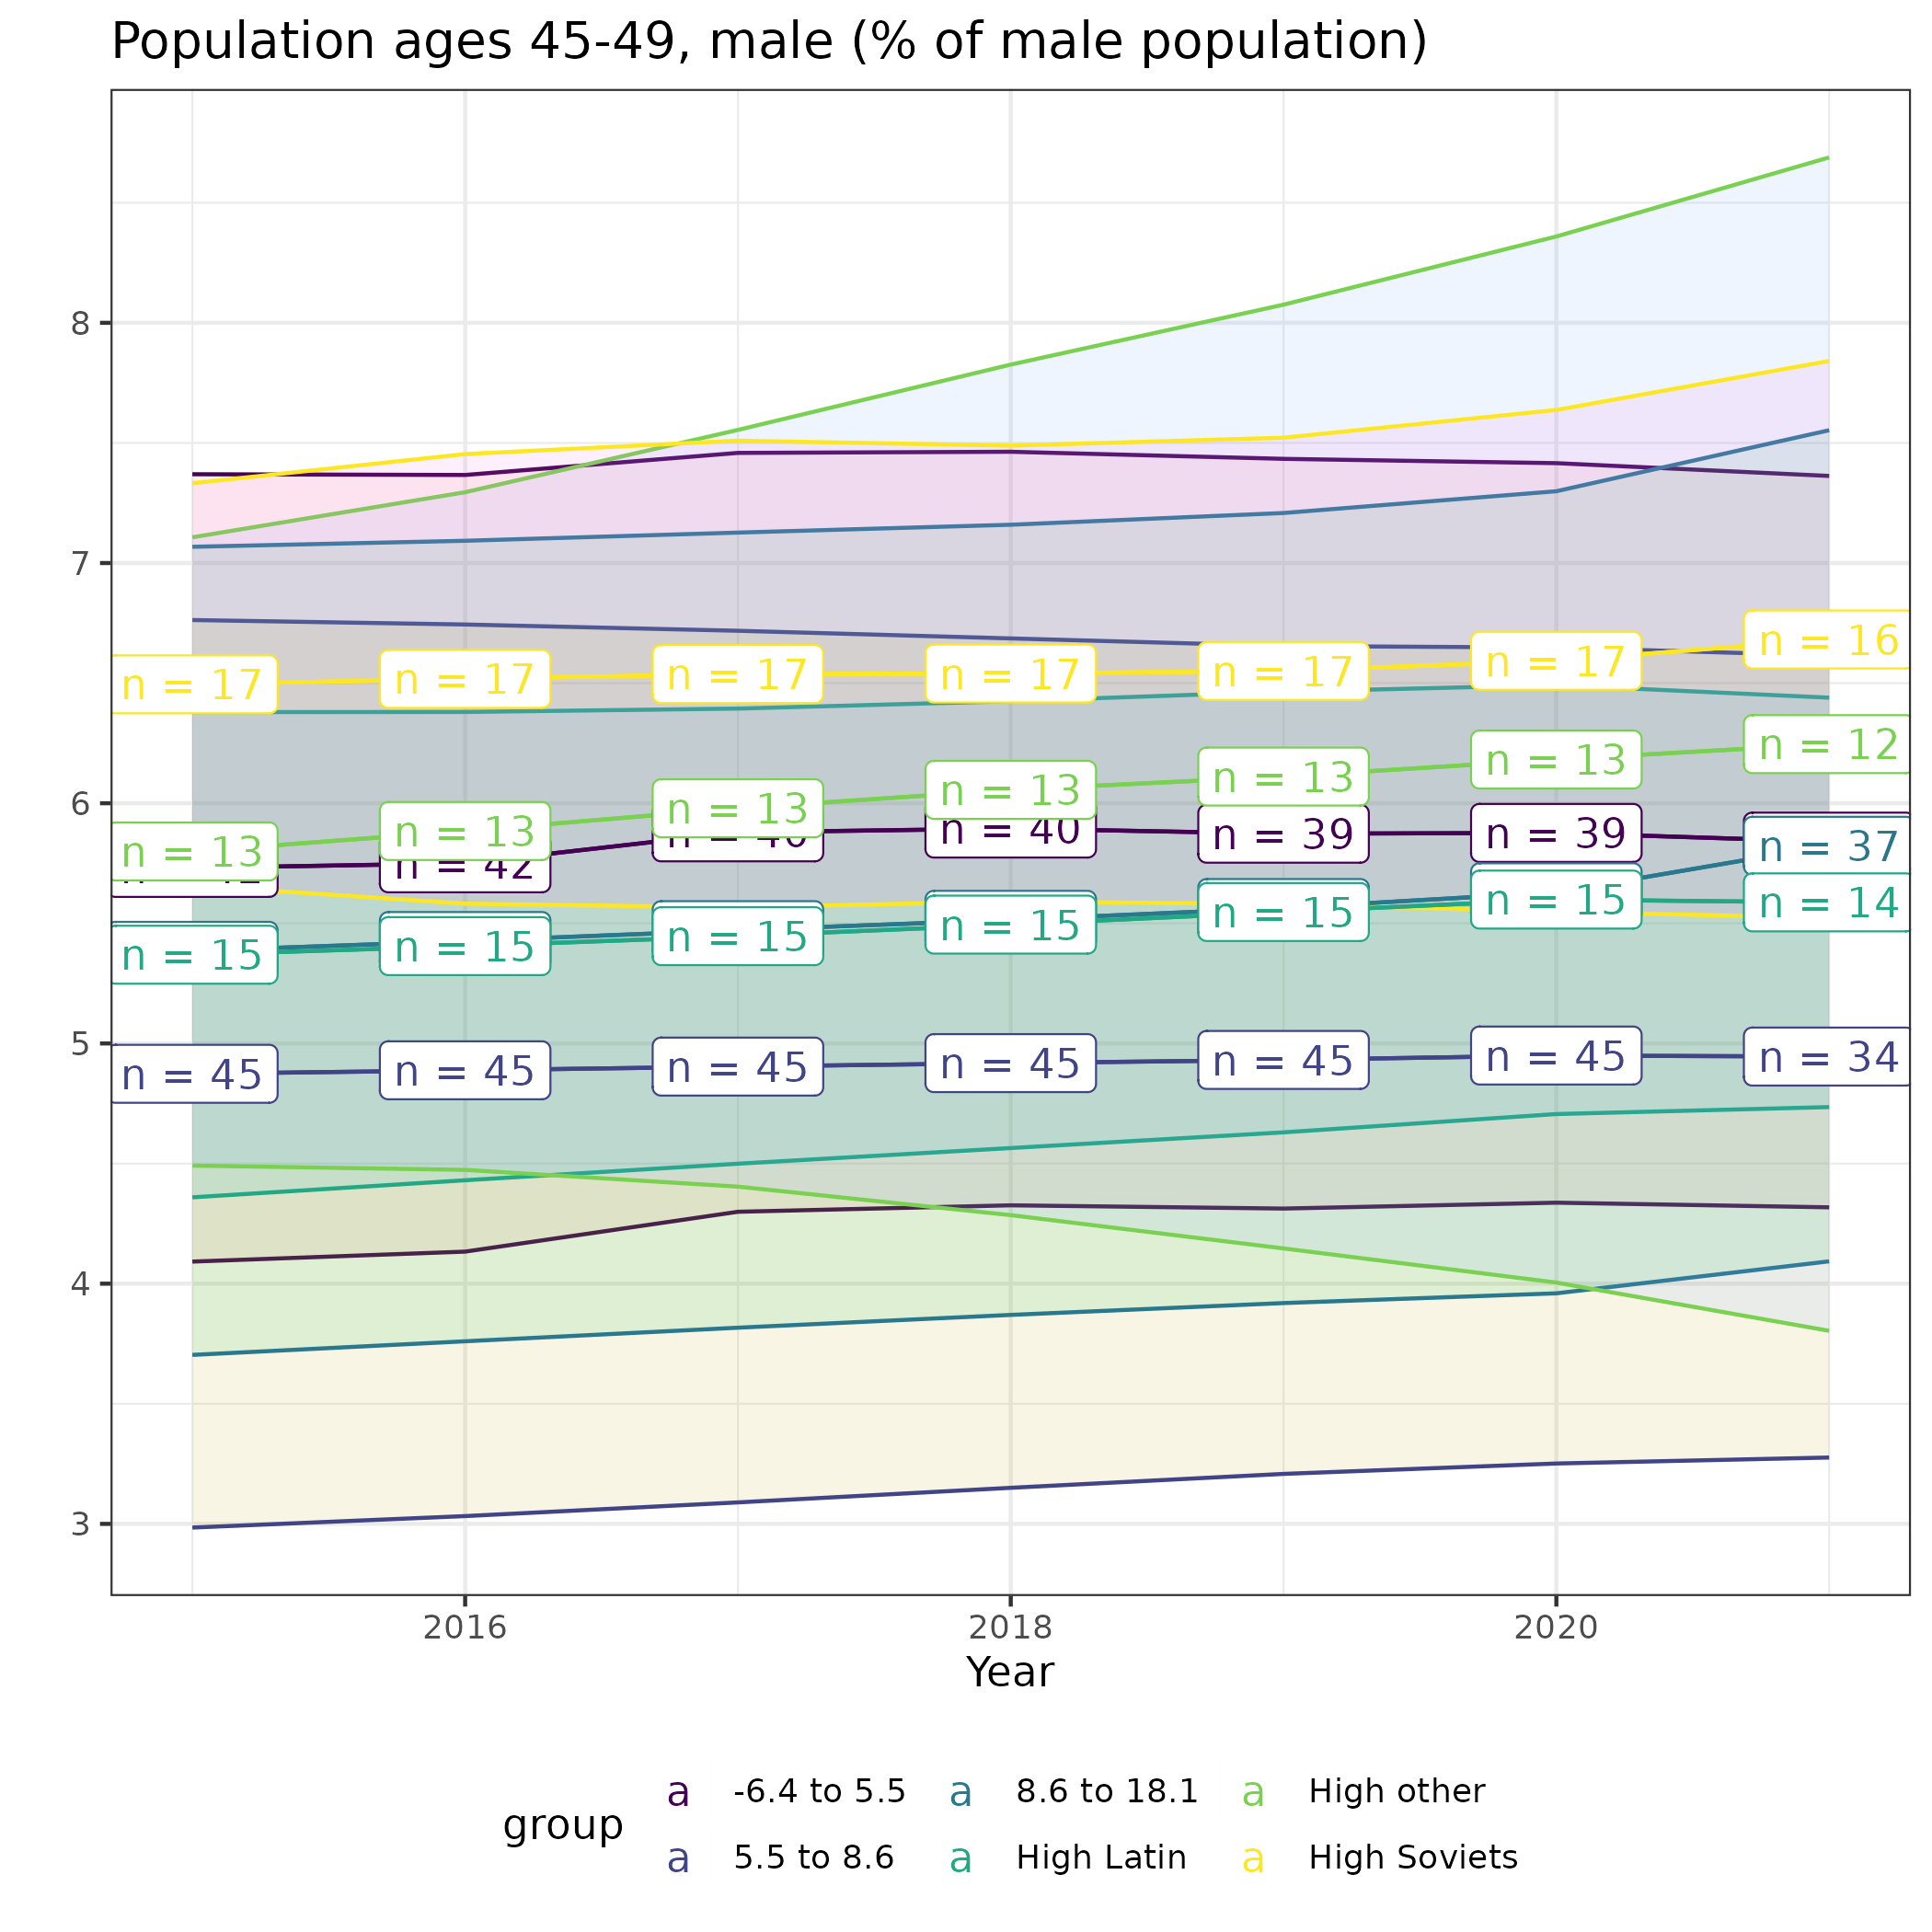 Population ages 45-49, male (% of male population)
8
7
6
5
4
3
n = 17 n = 17 n = 17 n = 17 n = 17 n = 17 n = 16
n = 13 n = 13 n = 13 n = 13 n = 13 n = 13 n = 12
n = 42 n = 40 n = 39 n = 39 n = 37
n = 15 n = 15 n = 15 n = 15 n = 15 n = 15 n = 14
n = 45 n = 45 n = 45 n = 45 n = 45 n = 45 n = 34
2016 2018 2020
Year
group
a -6.4 to 5.5 a 8.6 to 18.1 a High other
a 5.5 to 8.6 a High Latin a High Soviets